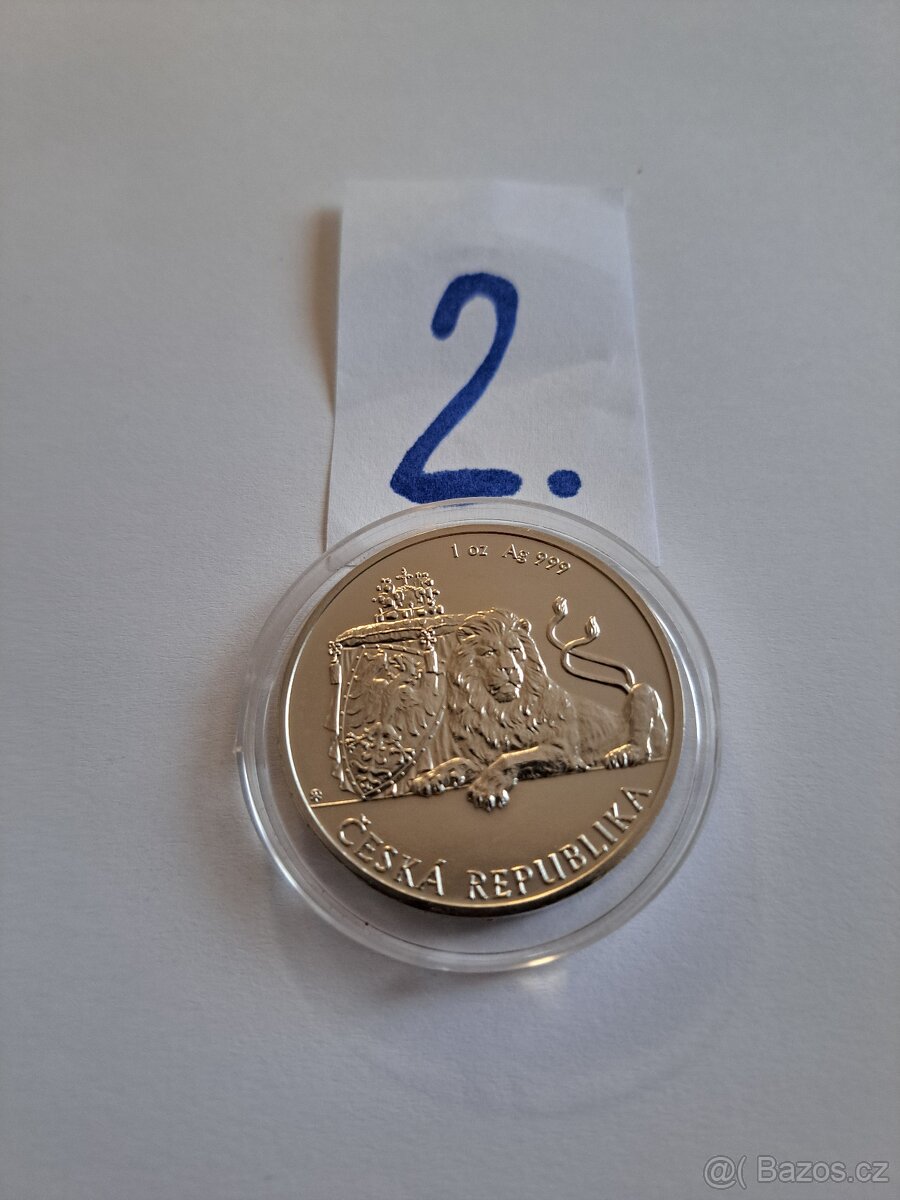 2.
1 oz Ag 999
ČESKÁ REPUBLIKA
@( Bazos.cz